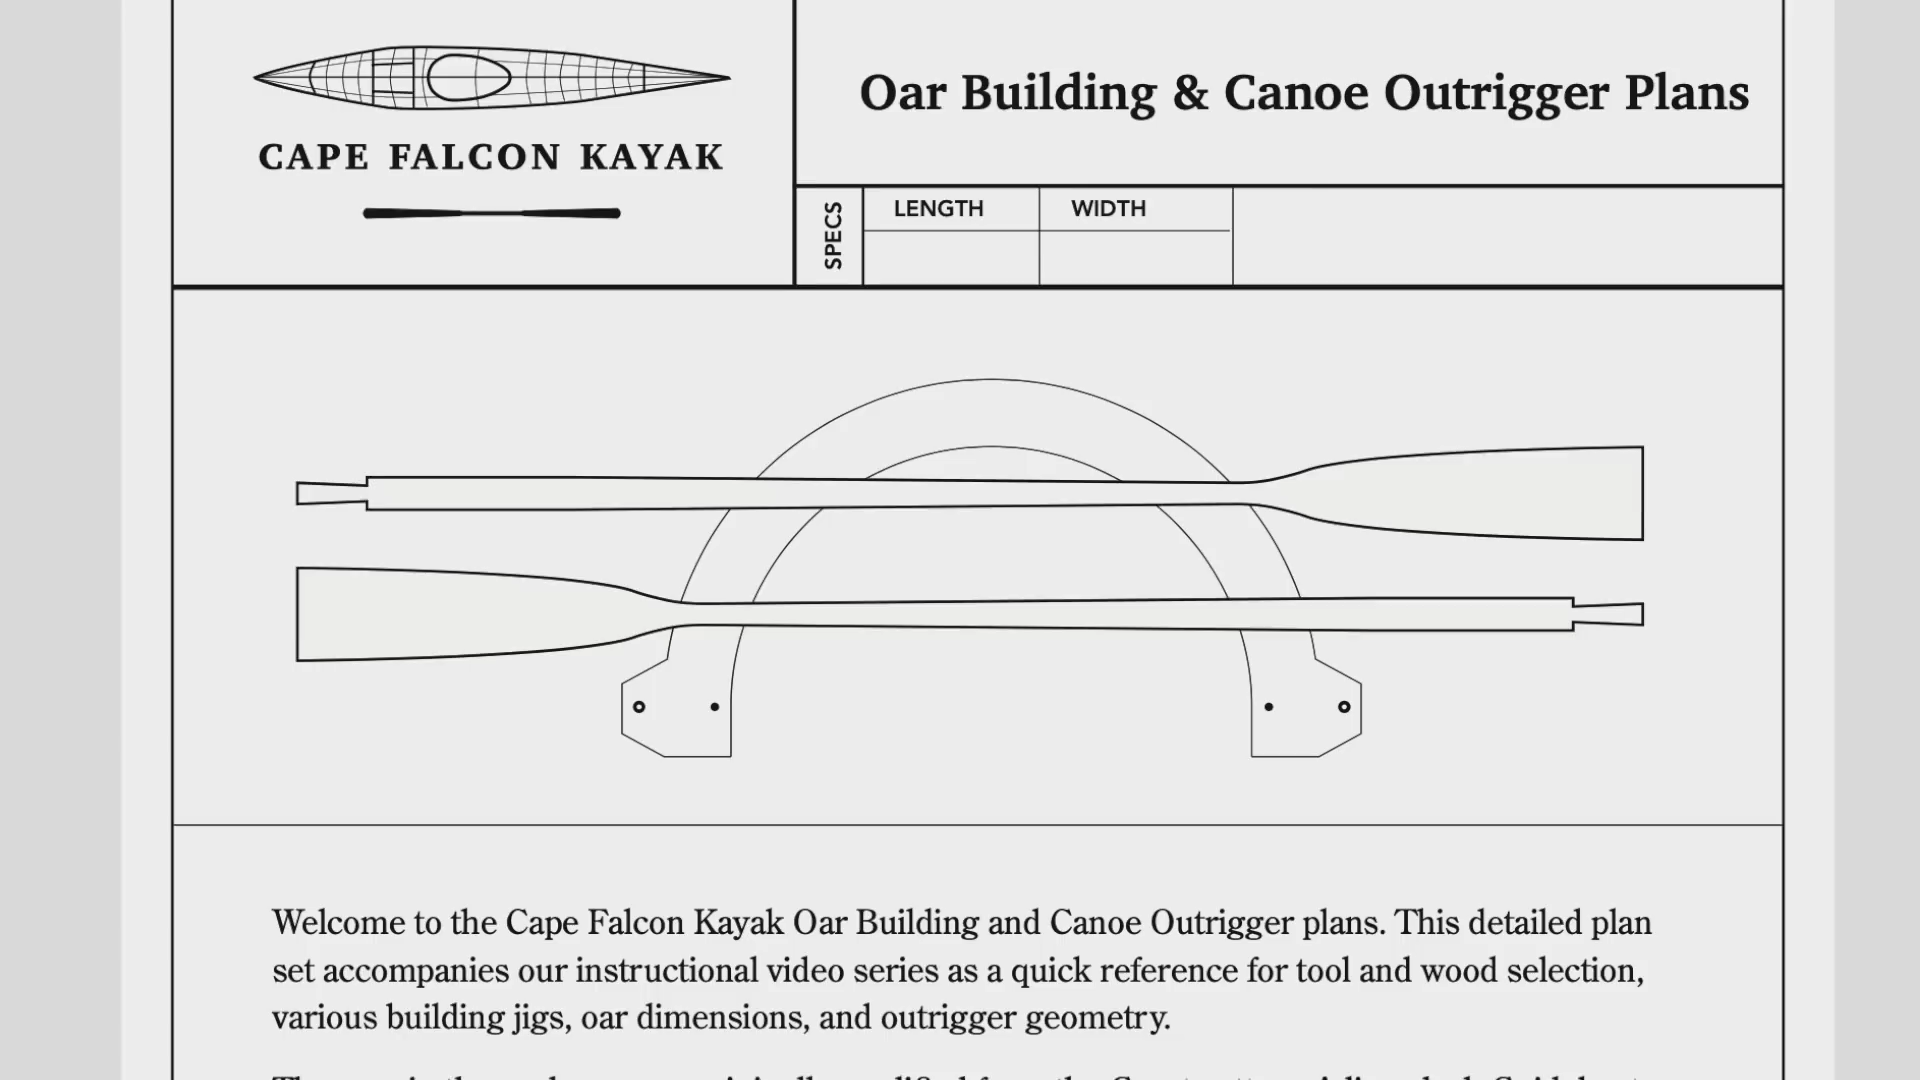 CAPE FALCON KAYAK
Oar Building & Canoe Outrigger Plans
SPECS
LENGTH
WIDTH
Welcome to the Cape Falcon Kayak Oar Building and Canoe Outrigger plans. This detailed plan
set accompanies our instructional video series as a quick reference for tool and wood selection,
various building jigs, oar dimensions, and outrigger geometry.